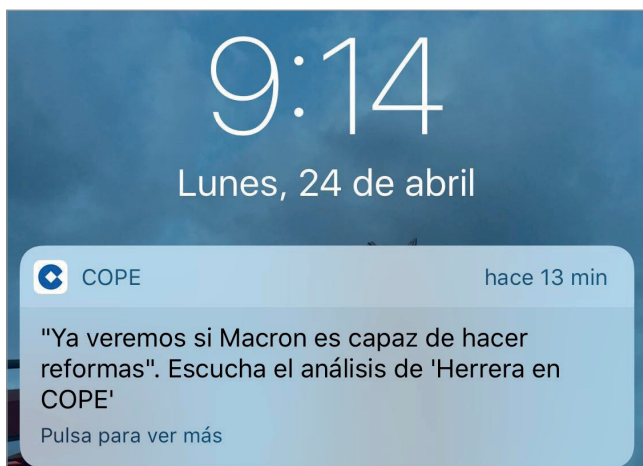 9:14
Lunes, 24 de abril
COPE hace 13 min
"Ya veremos si Macron es capaz de hacer
reformas". Escucha el análisis de 'Herrera en
COPE'
Pulsa para ver más